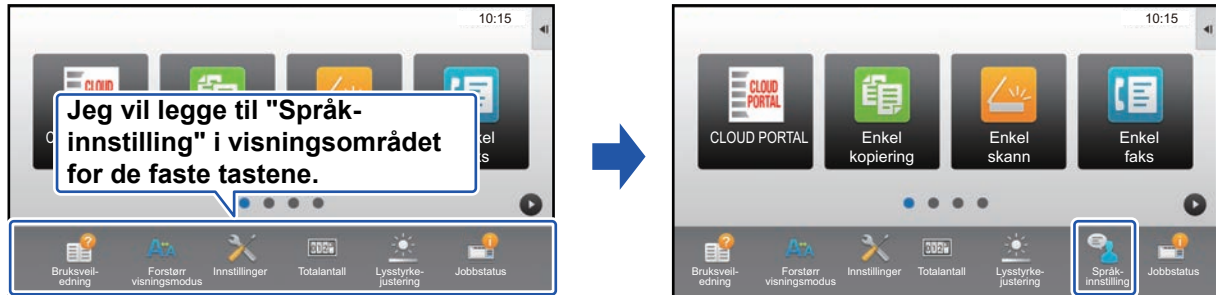 10:15
CLOUD
Jeg vil legge til "Språk-
innstilling" i visningsområdet
for de faste tastene.
Bruksveil-
edning
Forstørr
visningsmodus
Innstillinger
Totalantall
Lysstyrke-
justering
Jobbstatus
10:15
CLOUD
PORTAL
CLOUD PORTAL
Enkel
kopiering
Enkel
skann
Enkel
faks
Bruksveil-
edning
Forstørr
visningsmodus
Innstillinger
Totalantall
Lysstyrke-
justering
Språk-
innstilling
Jobbstatus